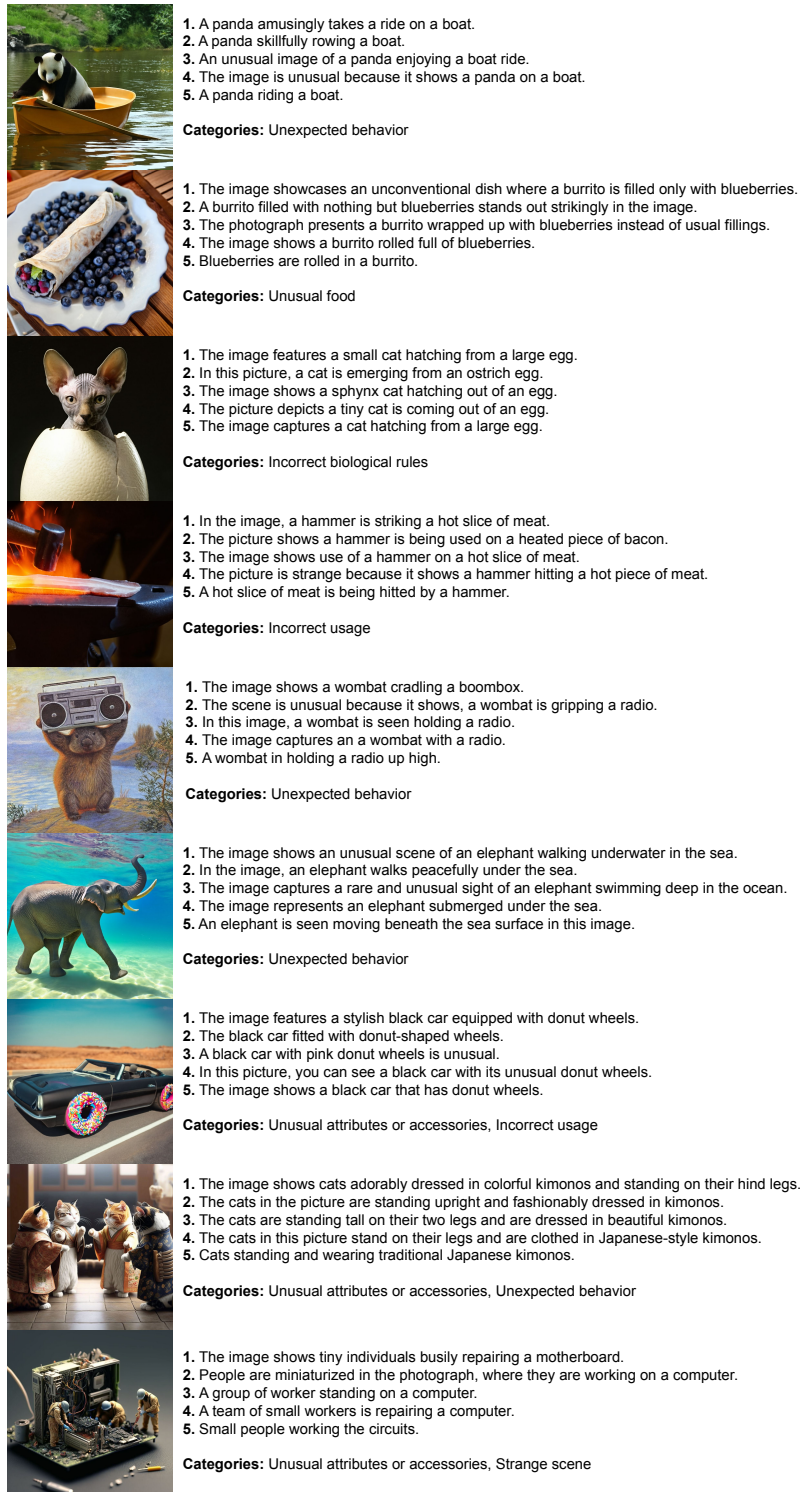 1. A panda amusingly takes a ride on a boat.
2. A panda skillfully rowing a boat.
3. An unusual image of a panda enjoying a boat ride.
4. The image is unusual because it shows a panda on a boat.
5. A panda riding a boat.
Categories: Unexpected behavior
1. The image showcases an unconventional dish where a burrito is filled only with blueberries.
2. A burrito filled with nothing but blueberries stands out strikingly in the image.
3. The photograph presents a burrito wrapped up with blueberries instead of usual fillings.
4. The image shows a burrito rolled full of blueberries.
5. Blueberries are rolled in a burrito.
Categories: Unusual food
1. The image features a small cat hatching from a large egg.
2. In this picture, a cat is emerging from an ostrich egg.
3. The image shows a sphynx cat hatching out of an egg.
4. The picture depicts a tiny cat is coming out of an egg.
5. The image captures a cat hatching from a large egg.
Categories: Incorrect biological rules
1. In the image, a hammer is striking a hot slice of meat.
2. The picture shows a hammer is being used on a heated piece of bacon.
3. The image shows use of a hammer on a hot slice of meat.
4. The picture is strange because it shows a hammer hitting a hot piece of meat.
5. A hot slice of meat is being hitted by a hammer.
Categories: Incorrect usage
1. The image shows a wombat cradling a boombox.
2. The scene is unusual because it shows, a wombat is gripping a radio.
3. In this image, a wombat is seen holding a radio.
4. The image captures an a wombat with a radio.
5. A wombat in holding a radio up high.
Categories: Unexpected behavior
1. The image shows an unusual scene of an elephant walking underwater in the sea.
2. In the image, an elephant walks peacefully under the sea.
3. The image captures a rare and unusual sight of an elephant swimming deep in the ocean.
4. The image represents an elephant submerged under the sea.
5. An elephant is seen moving beneath the sea surface in this image.
Categories: Unexpected behavior
1. The image features a stylish black car equipped with donut wheels.
2. The black car fitted with donut-shaped wheels.
3. A black car with pink donut wheels is unusual.
4. In this picture, you can see a black car with its unusual donut wheels.
5. The image shows a black car that has donut wheels.
Categories: Unusual attributes or accessories, Incorrect usage
1. The image shows cats adorably dressed in colorful kimonos and standing on their hind legs.
2. The cats in the picture are standing upright and fashionably dressed in kimonos.
3. The cats are standing tall on their two legs and are dressed in beautiful kimonos.
4. The cats in this picture stand on their legs and are clothed in Japanese-style kimonos.
5. Cats standing and wearing traditional Japanese kimonos.
Categories: Unusual attributes or accessories, Unexpected behavior
1. The image shows tiny individuals busily repairing a motherboard.
2. People are miniaturized in the photograph, where they are working on a computer.
3. A group of worker standing on a computer.
4. A team of small workers is repairing a computer.
5. Small people working the circuits.
Categories: Unusual attributes or accessories, Strange scene